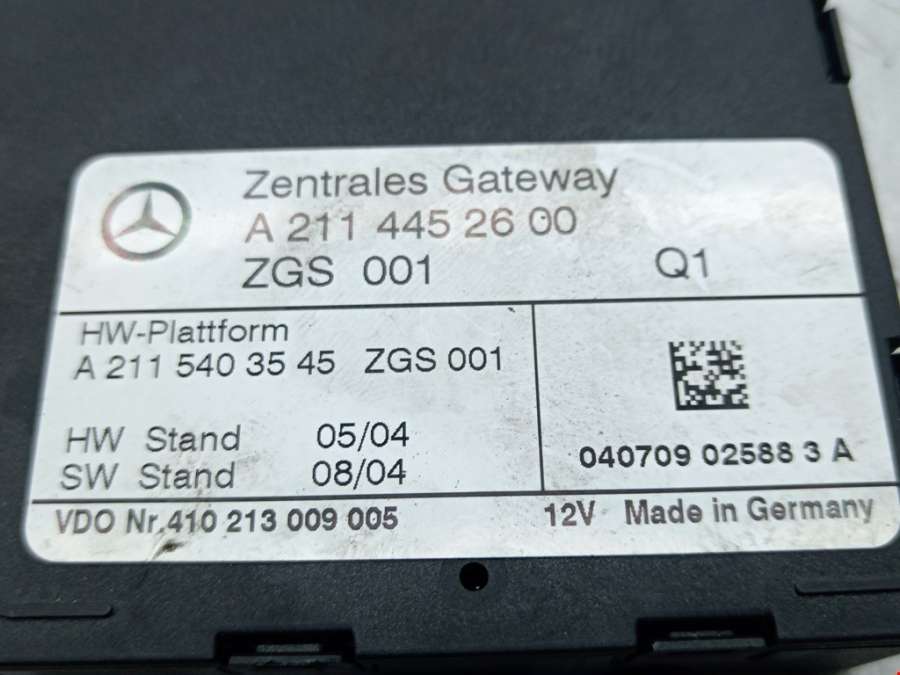 Zentrales Gateway
A 211 445 26 00
ZGS 001 Q1
HW-Plattform
A 211 540 35 45 ZGS 001
HW Stand 05/04
SW Stand 08/04
040709 02588 3 A
VDO Nr.410 213 009 005 12V Made in Germany